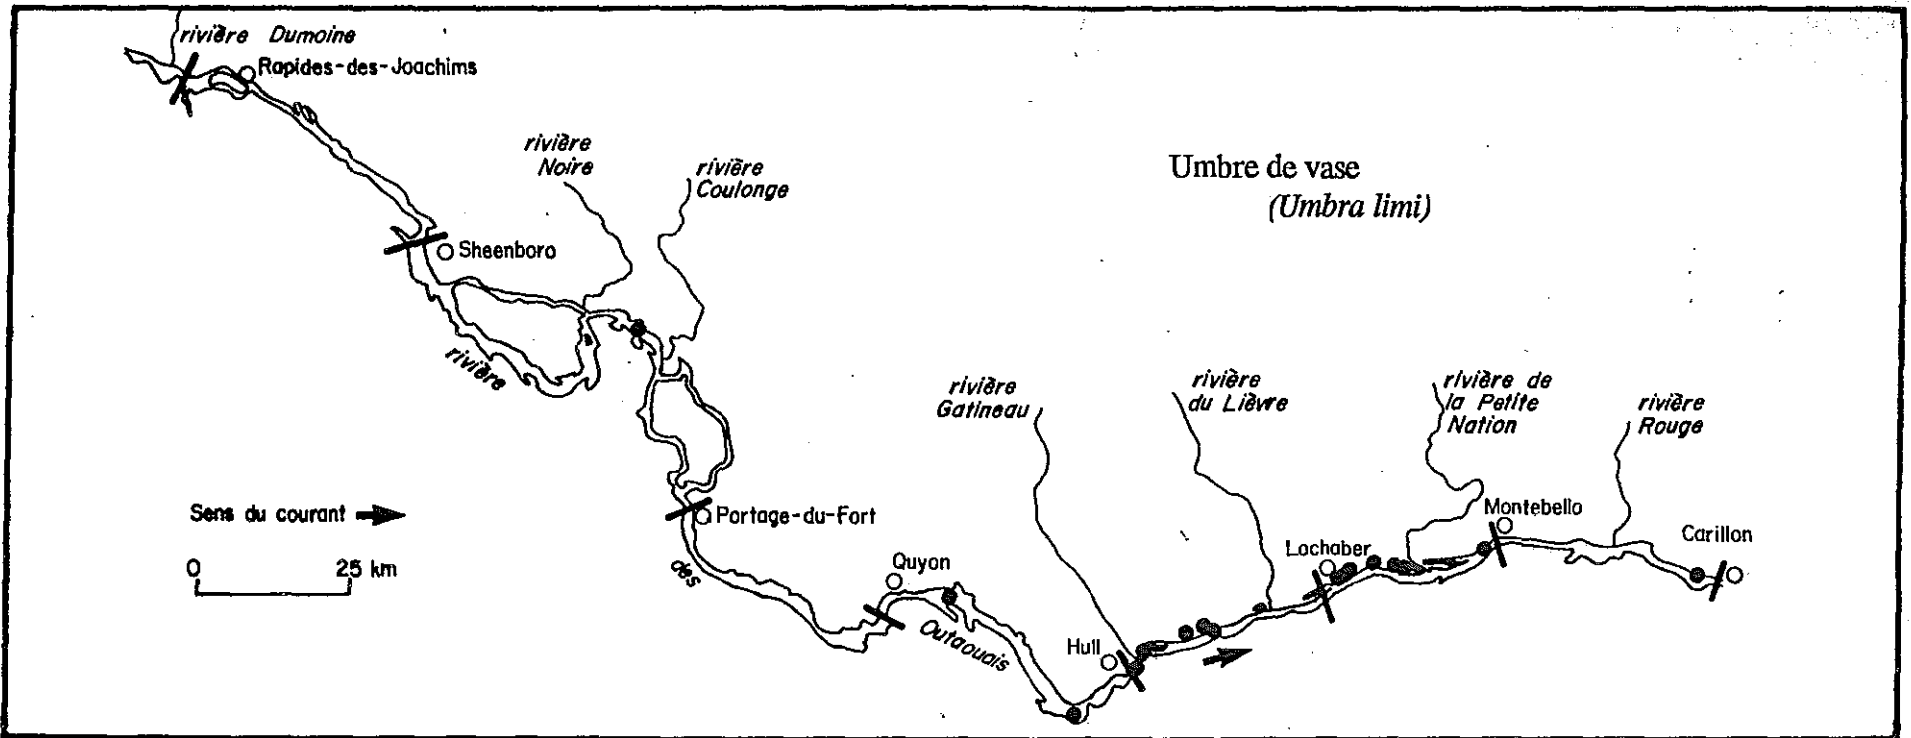 rivière Dumoine
Rapides-des-Joachims
rivière
Noire
rivière
Coulonge
Umbre de vase
(Umbra limi)
Sheenboro
rivière
rivière
Gatineau
rivière
du Lièvre
rivière de
la Petite
Nation
rivière
Rouge
Sens du courant
Portage-du-Fort
Montebello
Carillon
Lochaber
0 25 km
des
Quyon
Outaouais
Hull